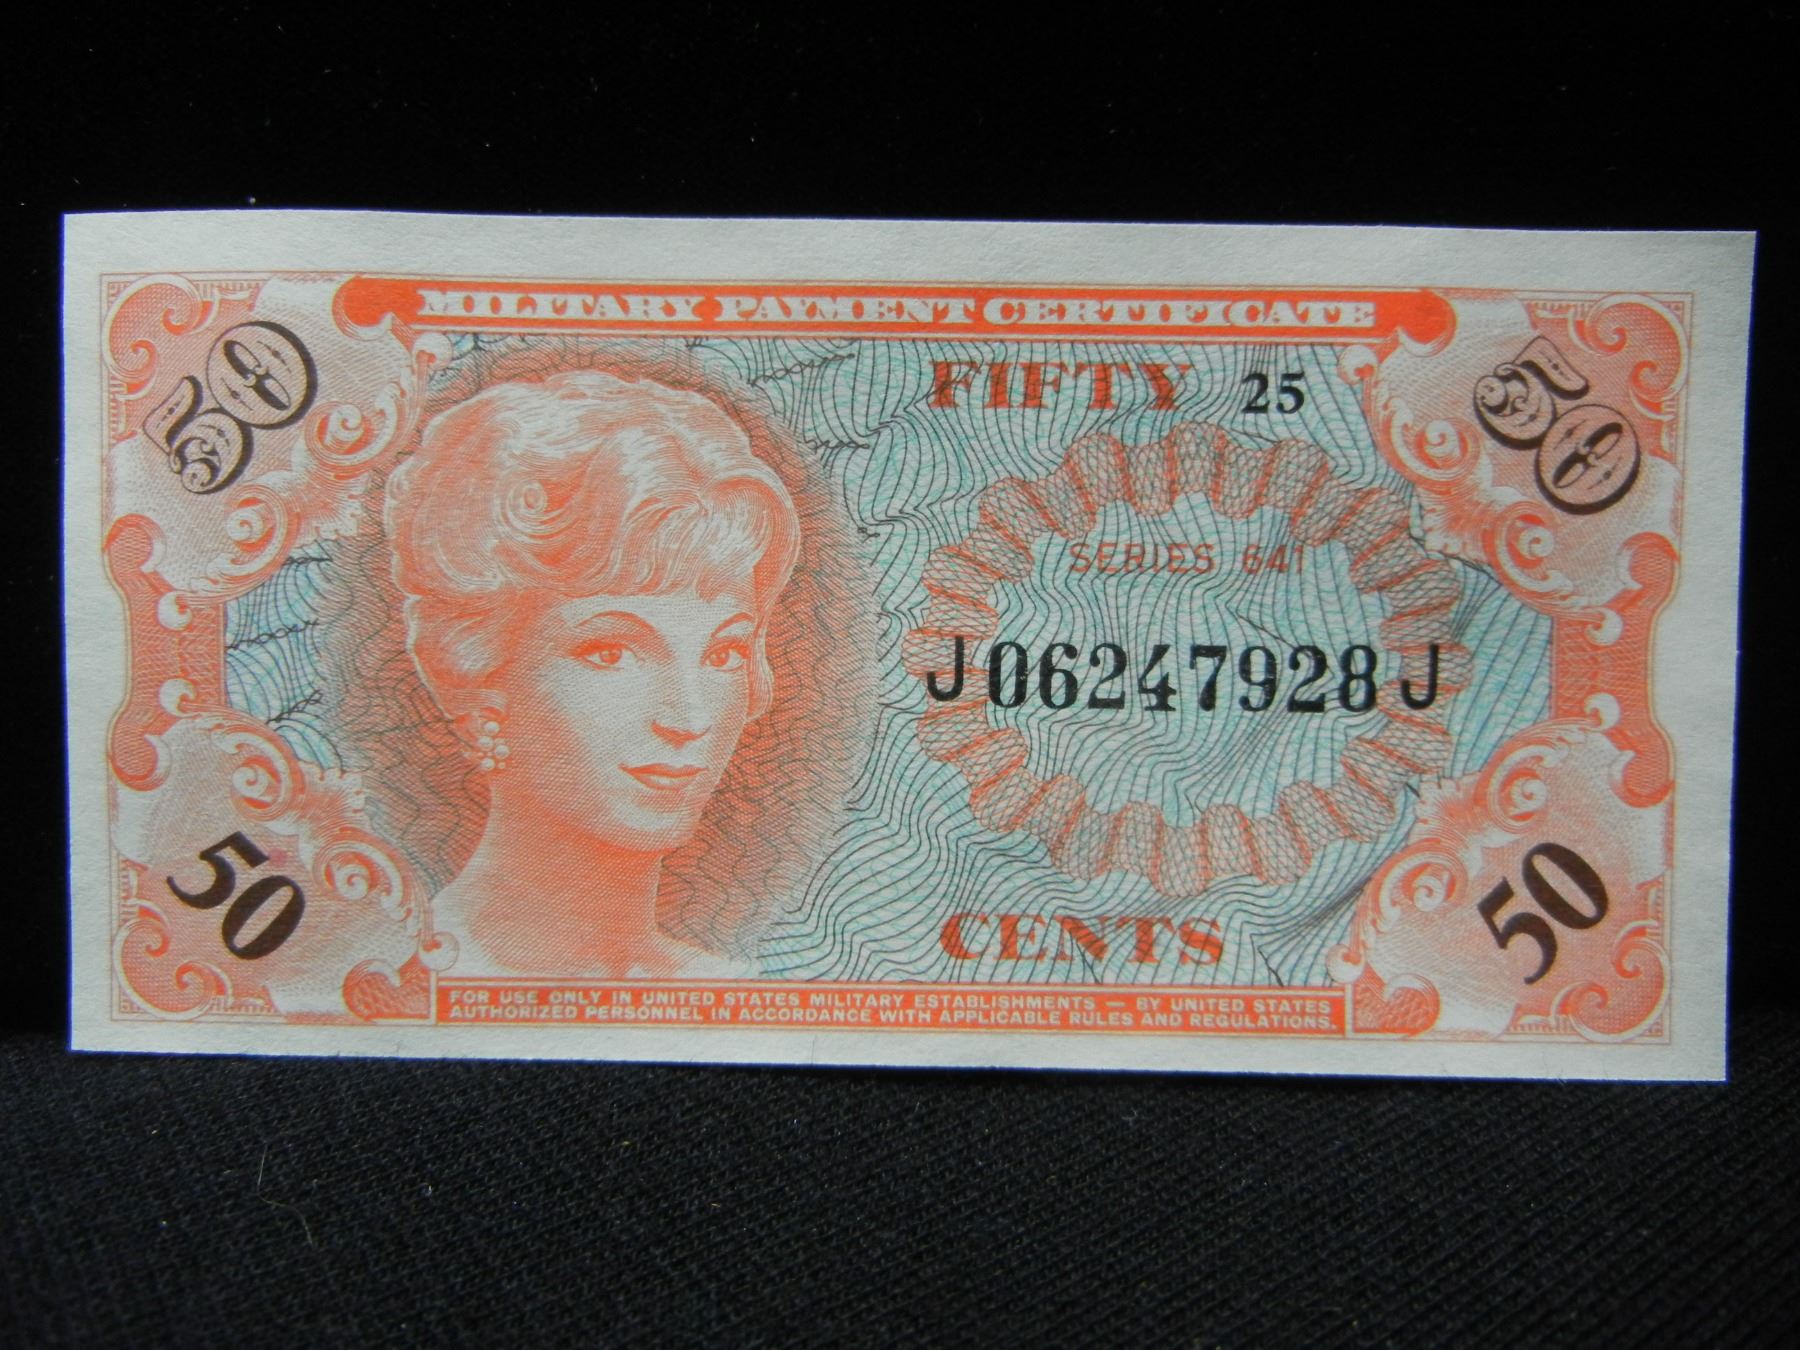 MILITARY PAYMENT CERTIFICATE
50
FIFTY 25
50
SERIES 641
J06247928J
50
CENTS
50
FOR USE ONLY IN UNITED STATES MILITARY ESTABLISHMENTS — BY UNITED STATES
AUTHORIZED PERSONNEL IN ACCORDANCE WITH APPLICABLE RULES AND REGULATIONS.